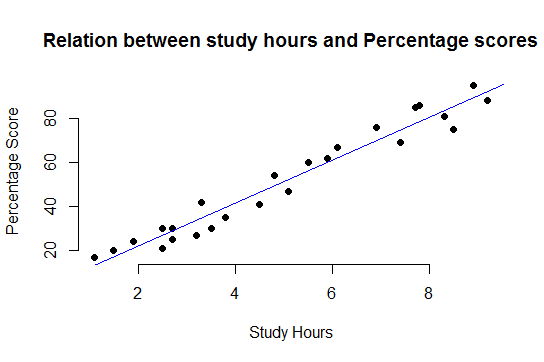 Relation between study hours and Percentage scores
Percentage Score
80
60
40
20
2 4 6 8
Study Hours